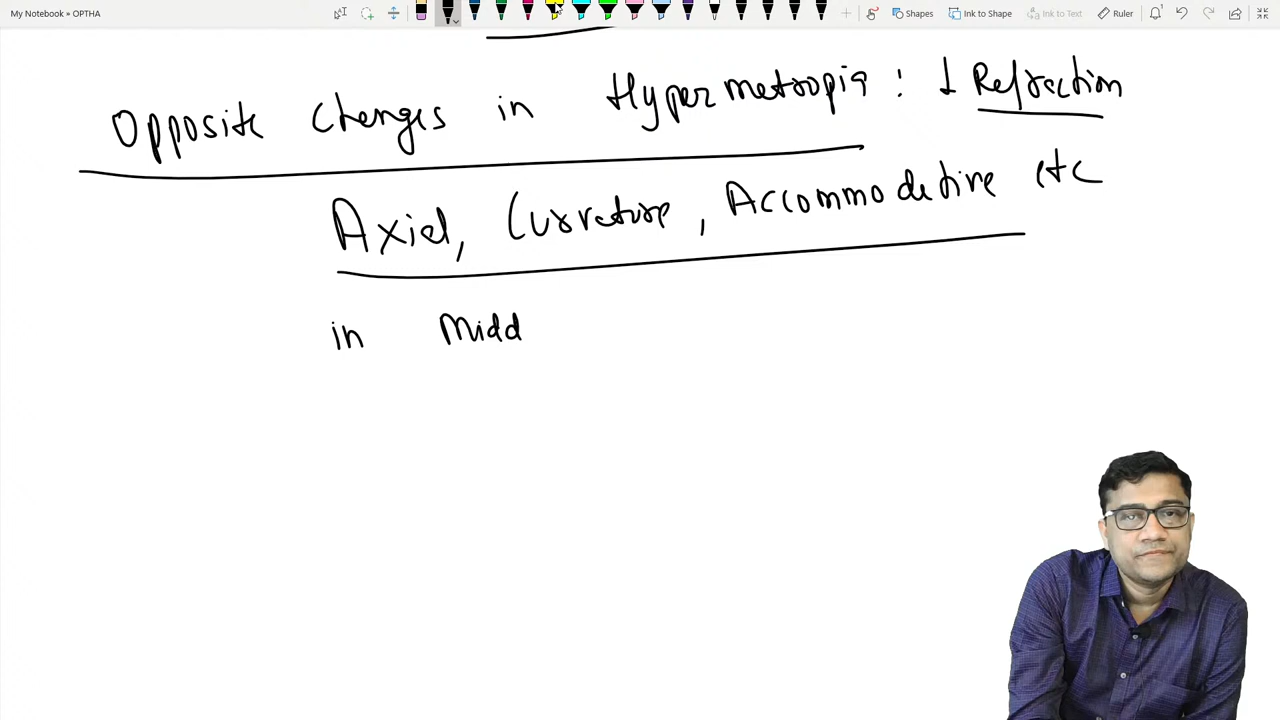 My Notebook » OPTHA
Shapes
Ink to Shape
Ink to Text
Ruler
Opposite changes in Hypermetropia : ↓ Refraction
Axial, Curvature, Accommodative etc
in Midd